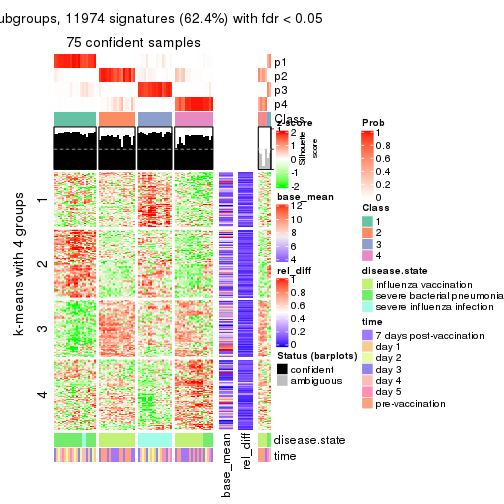 ubgroups, 11974 signatures (62.4%) with fdr < 0.05
75 confident samples
p1
p2
p3
p4
Class
Silhouette
score
1
2
3
4
k-means with 4 groups
base_mean
rel_diff
disease.state
time
z-score
2
1
0
-1
-2
base_mean
12
10
8
6
4
rel_diff
1
0.8
0.6
0.4
0.2
0
Status (barplots)
confident
ambiguous
Prob
1
0.8
0.6
0.4
0.2
0
Class
1
2
3
4
disease.state
influenza vaccination
severe bacterial pneumonia
severe influenza infection
time
7 days post-vaccination
day 1
day 2
day 3
day 4
day 5
pre-vaccination